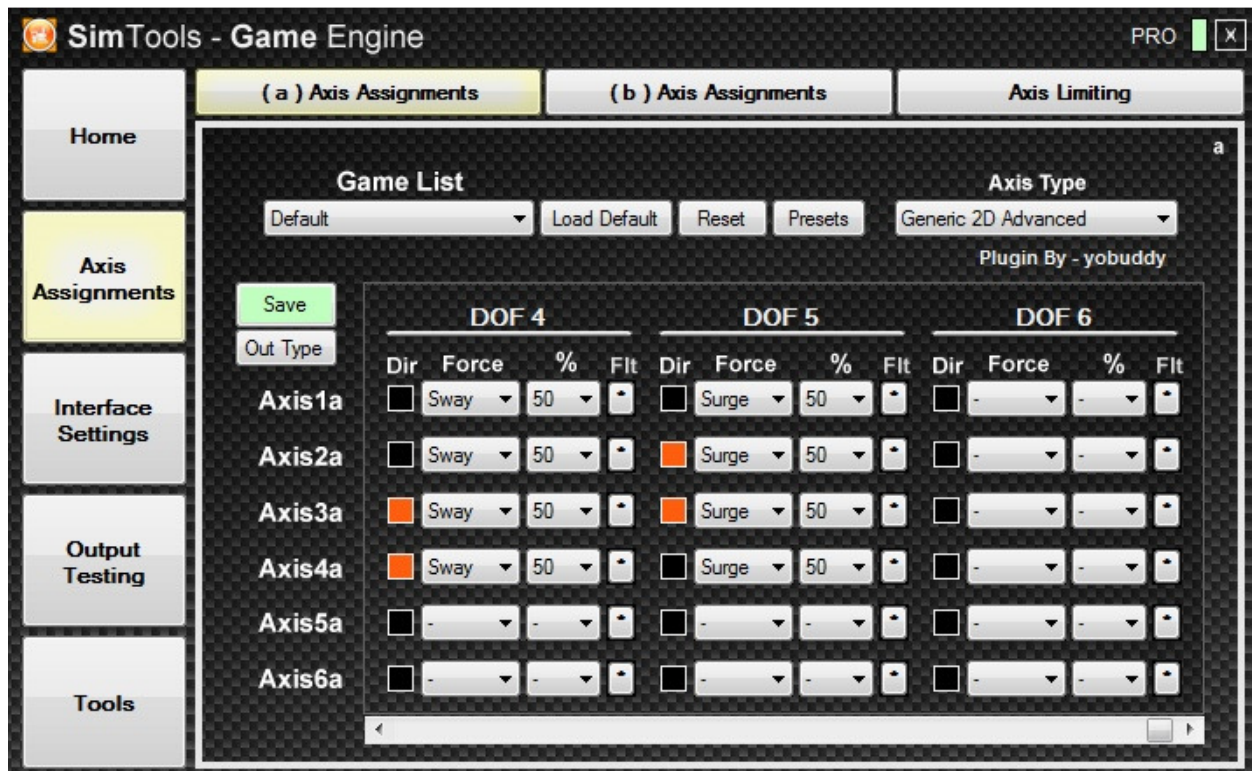 SimTools - Game Engine PRO X
( a ) Axis Assignments ( b ) Axis Assignments Axis Limiting
Home
a
Game List Axis Type
Default Load Default Reset Presets Generic 2D Advanced
Plugin By - yobuddy
Axis
Assignments
Save
DOF 4 DOF 5 DOF 6
Out Type
Dir Force % Flt Dir Force % Flt Dir Force % Flt
Axis1a Sway 50 * Surge 50 * - - *
Interface
Settings
Axis2a Sway 50 * Surge 50 * - - *
Axis3a Sway 50 * Surge 50 * - - *
Output
Testing
Axis4a Sway 50 * Surge 50 * - - *
Axis5a - - * - - * - - *
Axis6a - - * - - * - - *
Tools